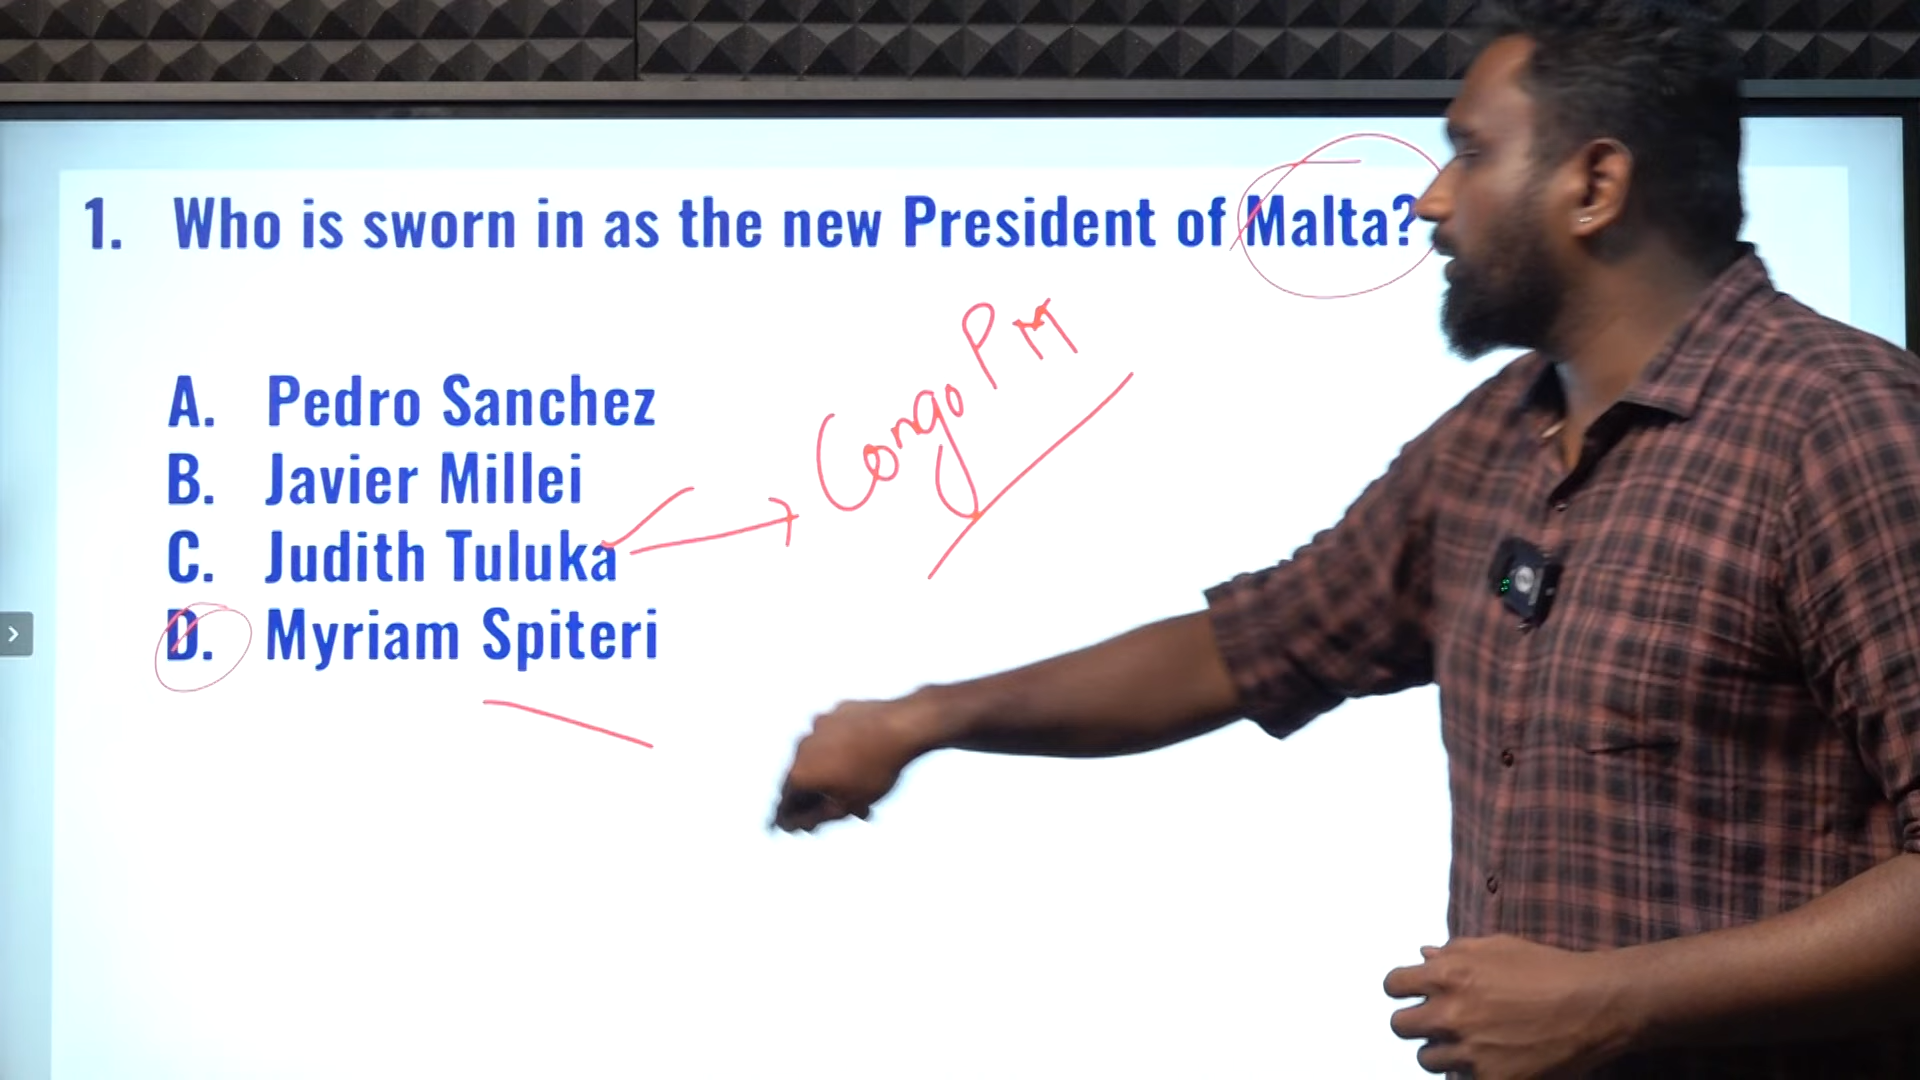 1. Who is sworn in as the new President of Malta?
Congo PM
A. Pedro Sanchez
B. Javier Millei
C. Judith Tuluka
D. Myriam Spiteri